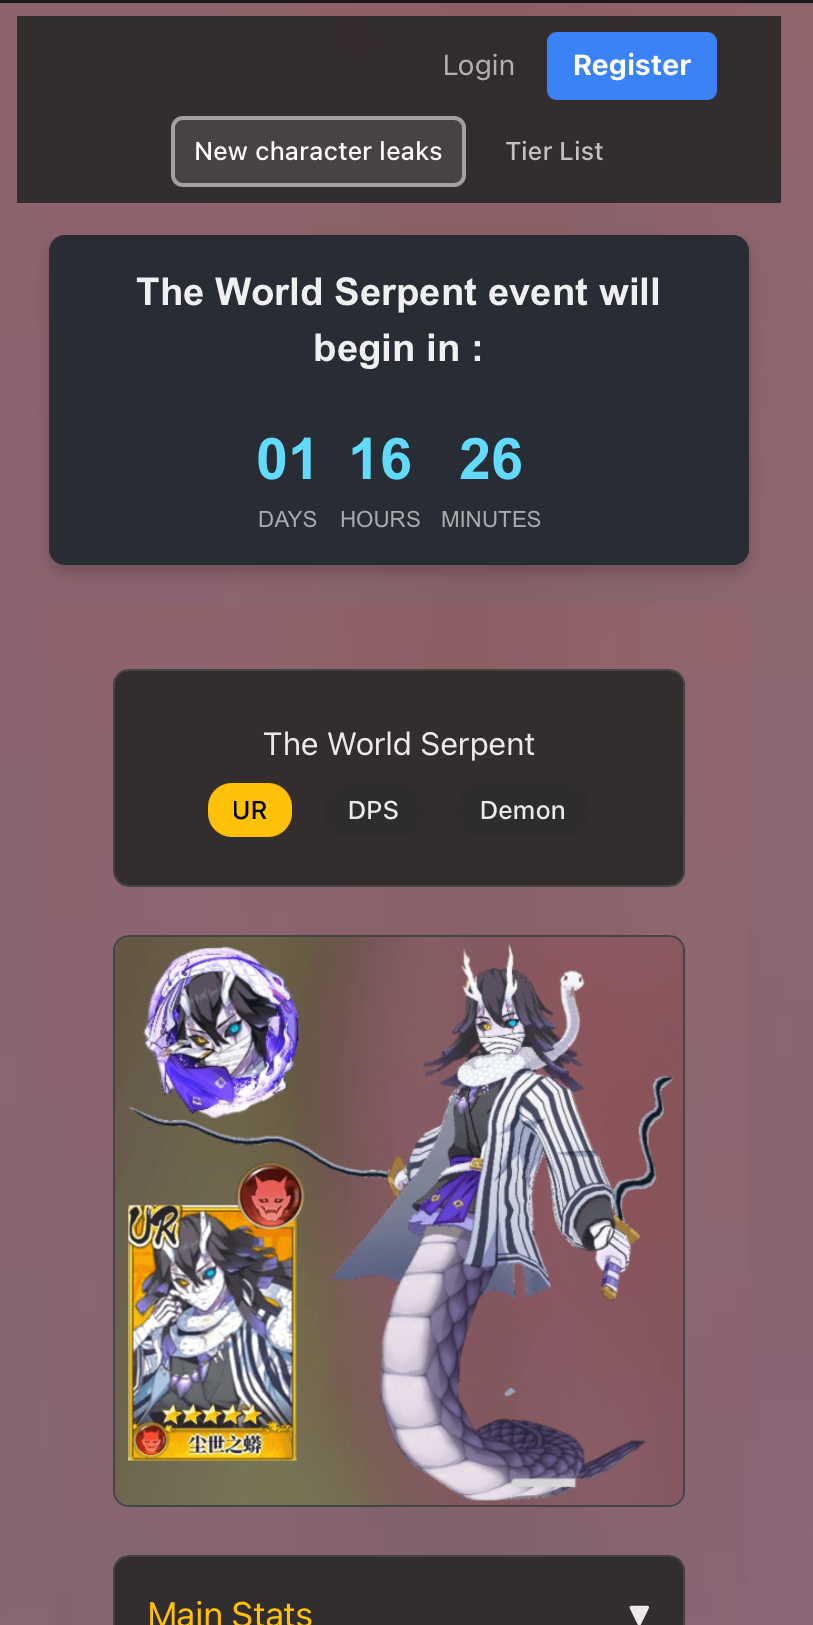 Login
Register
New character leaks
Tier List
The World Serpent event will
begin in :
01 16 26
DAYS HOURS MINUTES
The World Serpent
UR DPS Demon
UR
尘世之蟒
Main Stats